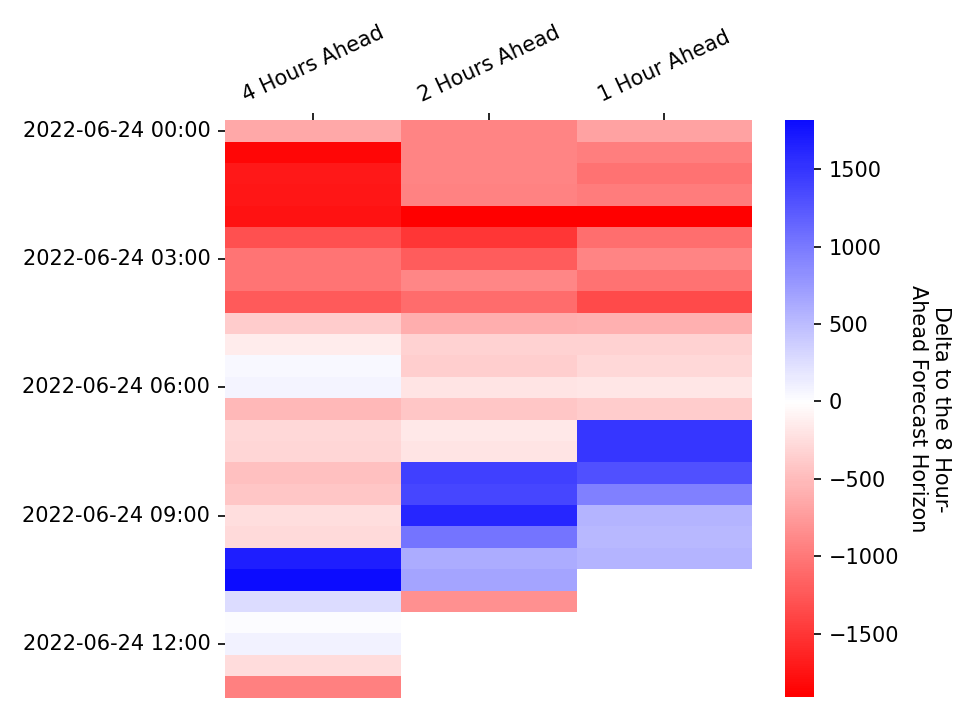 4 Hours Ahead
2 Hours Ahead
1 Hour Ahead
2022-06-24 00:00
2022-06-24 03:00
2022-06-24 06:00
2022-06-24 09:00
2022-06-24 12:00
1500
1000
500
0
−500
−1000
−1500
Delta to the 8 Hour-
Ahead Forecast Horizon